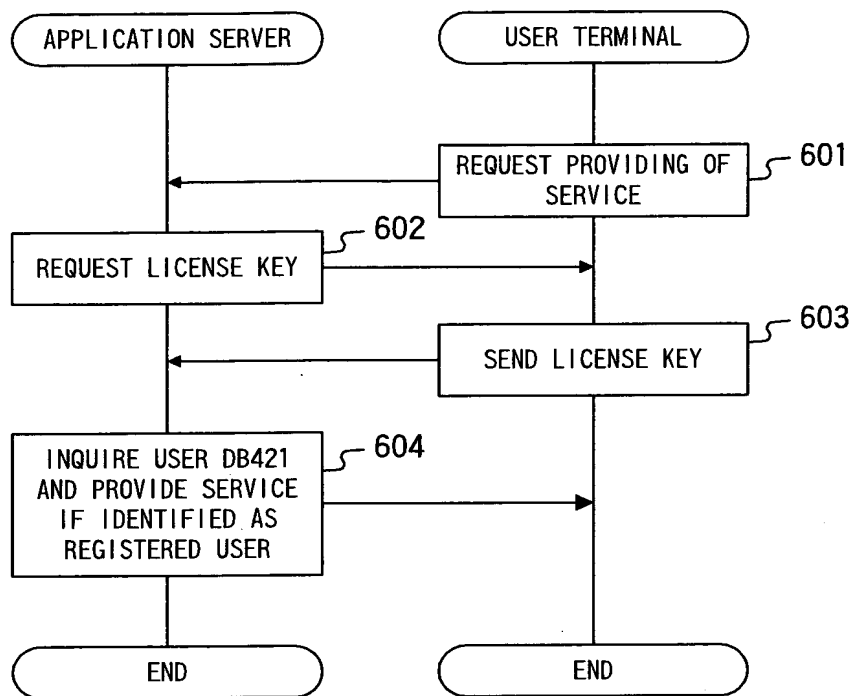 APPLICATION SERVER
USER TERMINAL
REQUEST PROVIDING OF
SERVICE
601
602
REQUEST LICENSE KEY
603
SEND LICENSE KEY
604
INQUIRE USER DB421
AND PROVIDE SERVICE
IF IDENTIFIED AS
REGISTERED USER
END
END